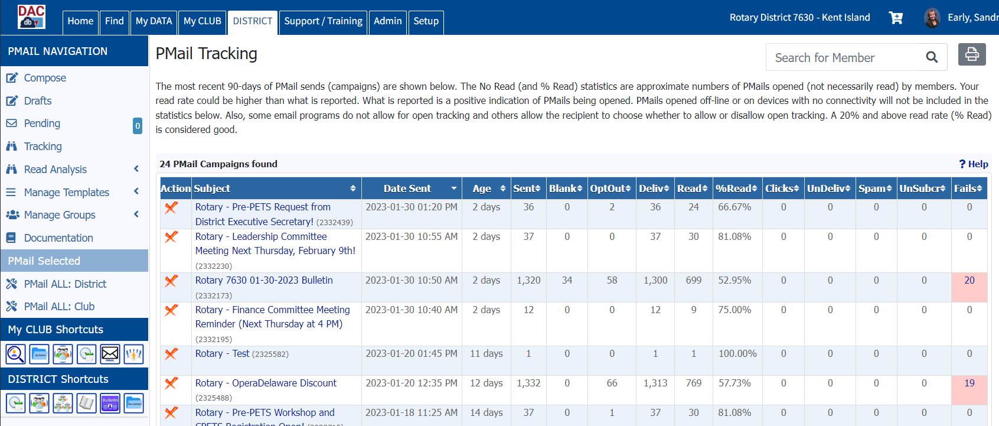 DAC
db
Home
Find
My DATA
My CLUB
DISTRICT
Support / Training
Admin
Setup
Rotary District 7630 - Kent Island
Early, Sandr
PMAIL NAVIGATION
Compose
Drafts
Pending 0
Tracking
Read Analysis
Manage Templates
Manage Groups
Documentation
PMail Selected
PMail ALL: District
PMail ALL: Club
My CLUB Shortcuts
PMAIL
DISTRICT Shortcuts
Bulletin
PMail Tracking
Search for Member
The most recent 90-days of PMail sends (campaigns) are shown below. The No Read (and % Read) statistics are approximate numbers of PMails opened (not necessarily read) by members. Your
read rate could be higher than what is reported. What is reported is a positive indication of PMails being opened. PMails opened off-line or on devices with no connectivity will not be included in the
statistics below. Also, some email programs do not allow for open tracking and others allow the recipient to choose whether to allow or disallow open tracking. A 20% and above read rate (% Read)
is considered good.
24 PMail Campaigns found
? Help
Action Subject Date Sent Age Sent Blank OptOut Deliv Read %Read Clicks UnDeliv Spam UnSubcr Fails
Rotary - Pre-PETS Request from 2023-01-30 01:20 PM 2 days 36 0 2 36 24 66.67% 0 0 0 0 0
District Executive Secretary! (2332439)
Rotary - Leadership Committee 2023-01-30 10:55 AM 2 days 37 0 0 37 30 81.08% 0 0 0 0 0
Meeting Next Thursday, February 9th!
(2332230)
Rotary 7630 01-30-2023 Bulletin 2023-01-30 10:50 AM 2 days 1,320 34 58 1,300 699 52.95% 0 0 0 0 20
(2332173)
Rotary - Finance Committee Meeting 2023-01-30 10:40 AM 2 days 12 0 0 12 9 75.00% 0 0 0 0 0
Reminder (Next Thursday at 4 PM)
(2332195)
Rotary - Test (2325582) 2023-01-20 01:45 PM 11 days 1 0 0 1 1 100.00% 0 0 0 0 0
Rotary - OperaDelaware Discount 2023-01-20 12:35 PM 12 days 1,332 0 66 1,313 769 57.73% 0 0 0 0 19
(2325488)
Rotary - Pre-PETS Workshop and 2023-01-18 11:25 AM 14 days 37 0 1 37 30 81.08% 0 0 0 0 0